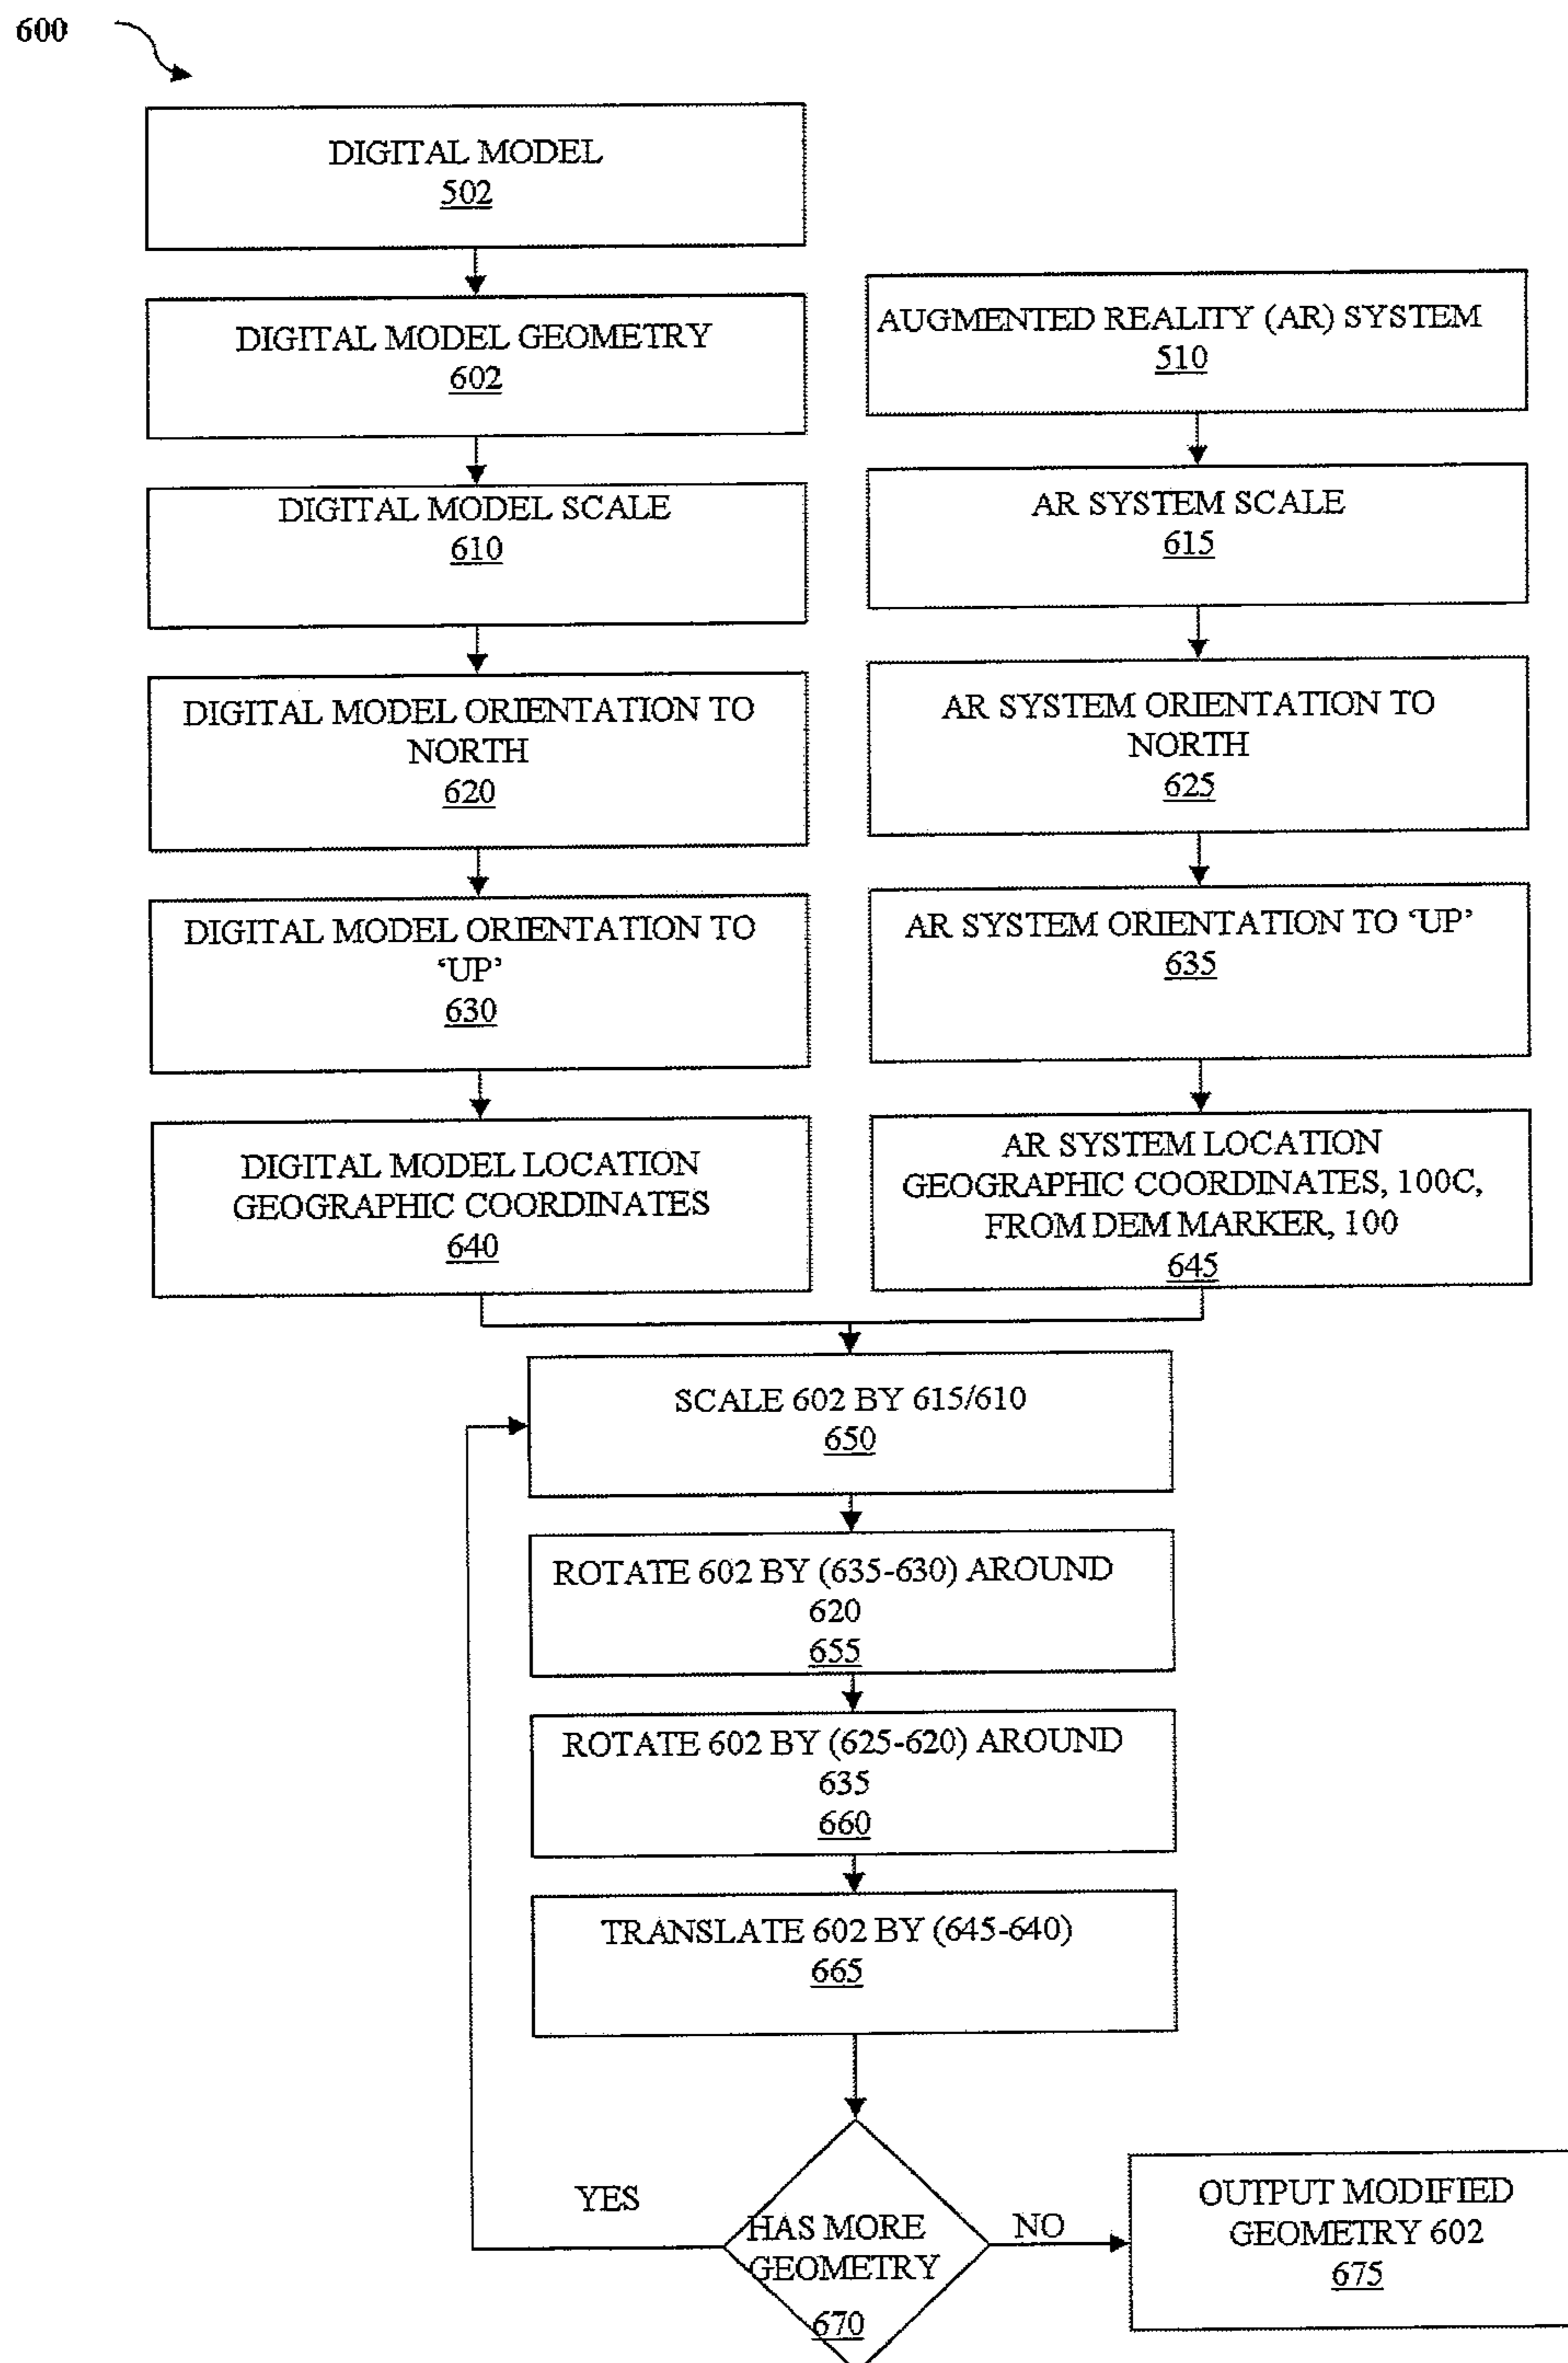 600
DIGITAL MODEL
502
DIGITAL MODEL GEOMETRY
602
DIGITAL MODEL SCALE
610
DIGITAL MODEL ORIENTATION TO
NORTH
620
DIGITAL MODEL ORIENTATION TO
‘UP’
630
DIGITAL MODEL LOCATION
GEOGRAPHIC COORDINATES
640
AUGMENTED REALITY (AR) SYSTEM
510
AR SYSTEM SCALE
615
AR SYSTEM ORIENTATION TO
NORTH
625
AR SYSTEM ORIENTATION TO ‘UP’
635
AR SYSTEM LOCATION
GEOGRAPHIC COORDINATES, 100C,
FROM DEM MARKER, 100
645
SCALE 602 BY 615/610
650
ROTATE 602 BY (635-630) AROUND
620
655
ROTATE 602 BY (625-620) AROUND
635
660
TRANSLATE 602 BY (645-640)
665
YES
HAS MORE
GEOMETRY
670
NO
OUTPUT MODIFIED
GEOMETRY 602
675